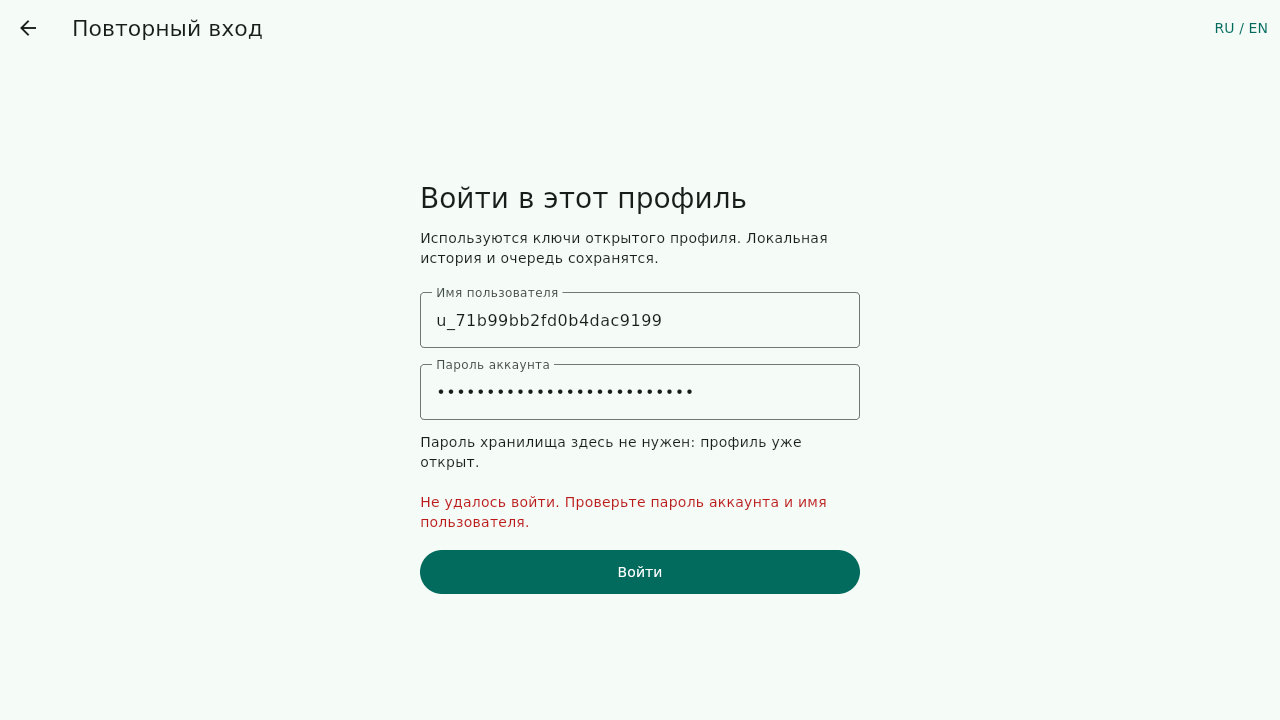 Повторный вход
RU / EN
Войти в этот профиль
Используются ключи открытого профиля. Локальная
история и очередь сохранятся.
Имя пользователя
u_71b99bb2fd0b4dac9199
Пароль аккаунта
••••••••••••••••••••••••••
Пароль хранилища здесь не нужен: профиль уже
открыт.
Не удалось войти. Проверьте пароль аккаунта и имя
пользователя.
Войти